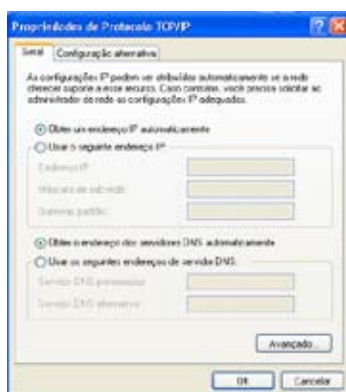 Propriedades de Protocolo TCP/IP
Geral
Configuração alternativa
As configurações IP podem ser atribuídas automaticamente se a rede
oferecer suporte a esse recurso. Caso contrário, você precisa solicitar ao
administrador de rede as configurações IP adequadas.
Obter um endereço IP automaticamente
Usar o seguinte endereço IP:
Endereço IP:
Máscara de sub-rede:
Gateway padrão:
Obter o endereço dos servidores DNS automaticamente
Usar os seguintes endereços de servidor DNS:
Servidor DNS preferencial:
Servidor DNS alternativo:
Avançado...
OK
Cancelar